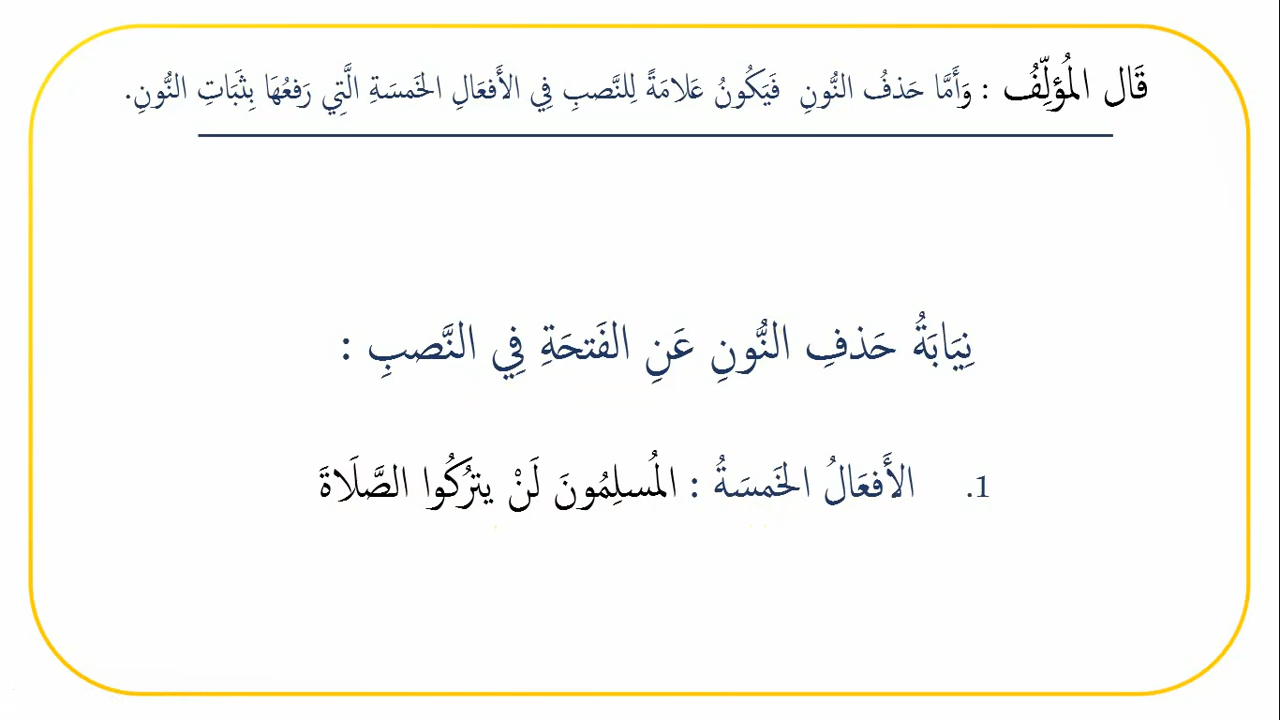 قَال المُؤلِّفُ : وَأَمَّا حَذفُ النُّونِ فَيَكُونُ عَلامَةً لِلنَّصبِ فِي الأَفعَالِ الخَمسَةِ الَّتِي رَفعُهَا بِثَبَاتِ النُّونِ.
نِيَابَةُ حَذفِ النُّونِ عَنِ الفَتحَةِ فِي النَّصبِ :
1. الأَفعَالُ الخَمسَةُ : المُسلِمُونَ لَنْ يترُكُوا الصَّلَاةَ